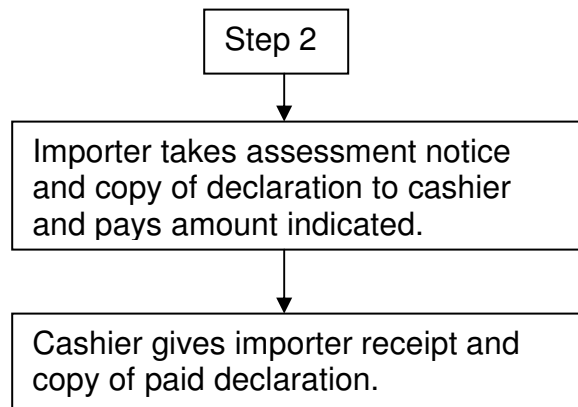 Step 2
Importer takes assessment notice
and copy of declaration to cashier
and pays amount indicated.
Cashier gives importer receipt and
copy of paid declaration.